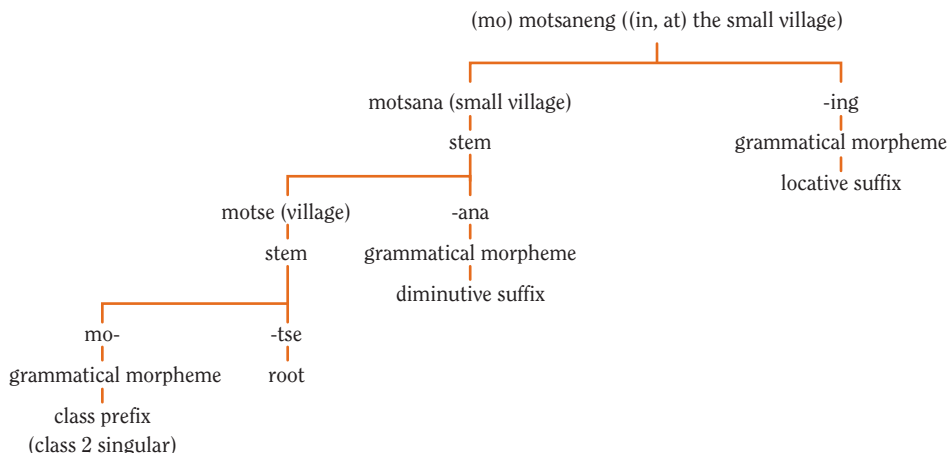 (mo) motsaneng ((in, at) the small village)
motsana (small village)
-ing
stem
grammatical morpheme
locative suffix
motse (village)
-ana
stem
grammatical morpheme
diminutive suffix
mo-
-tse
grammatical morpheme
root
class prefix
(class 2 singular)